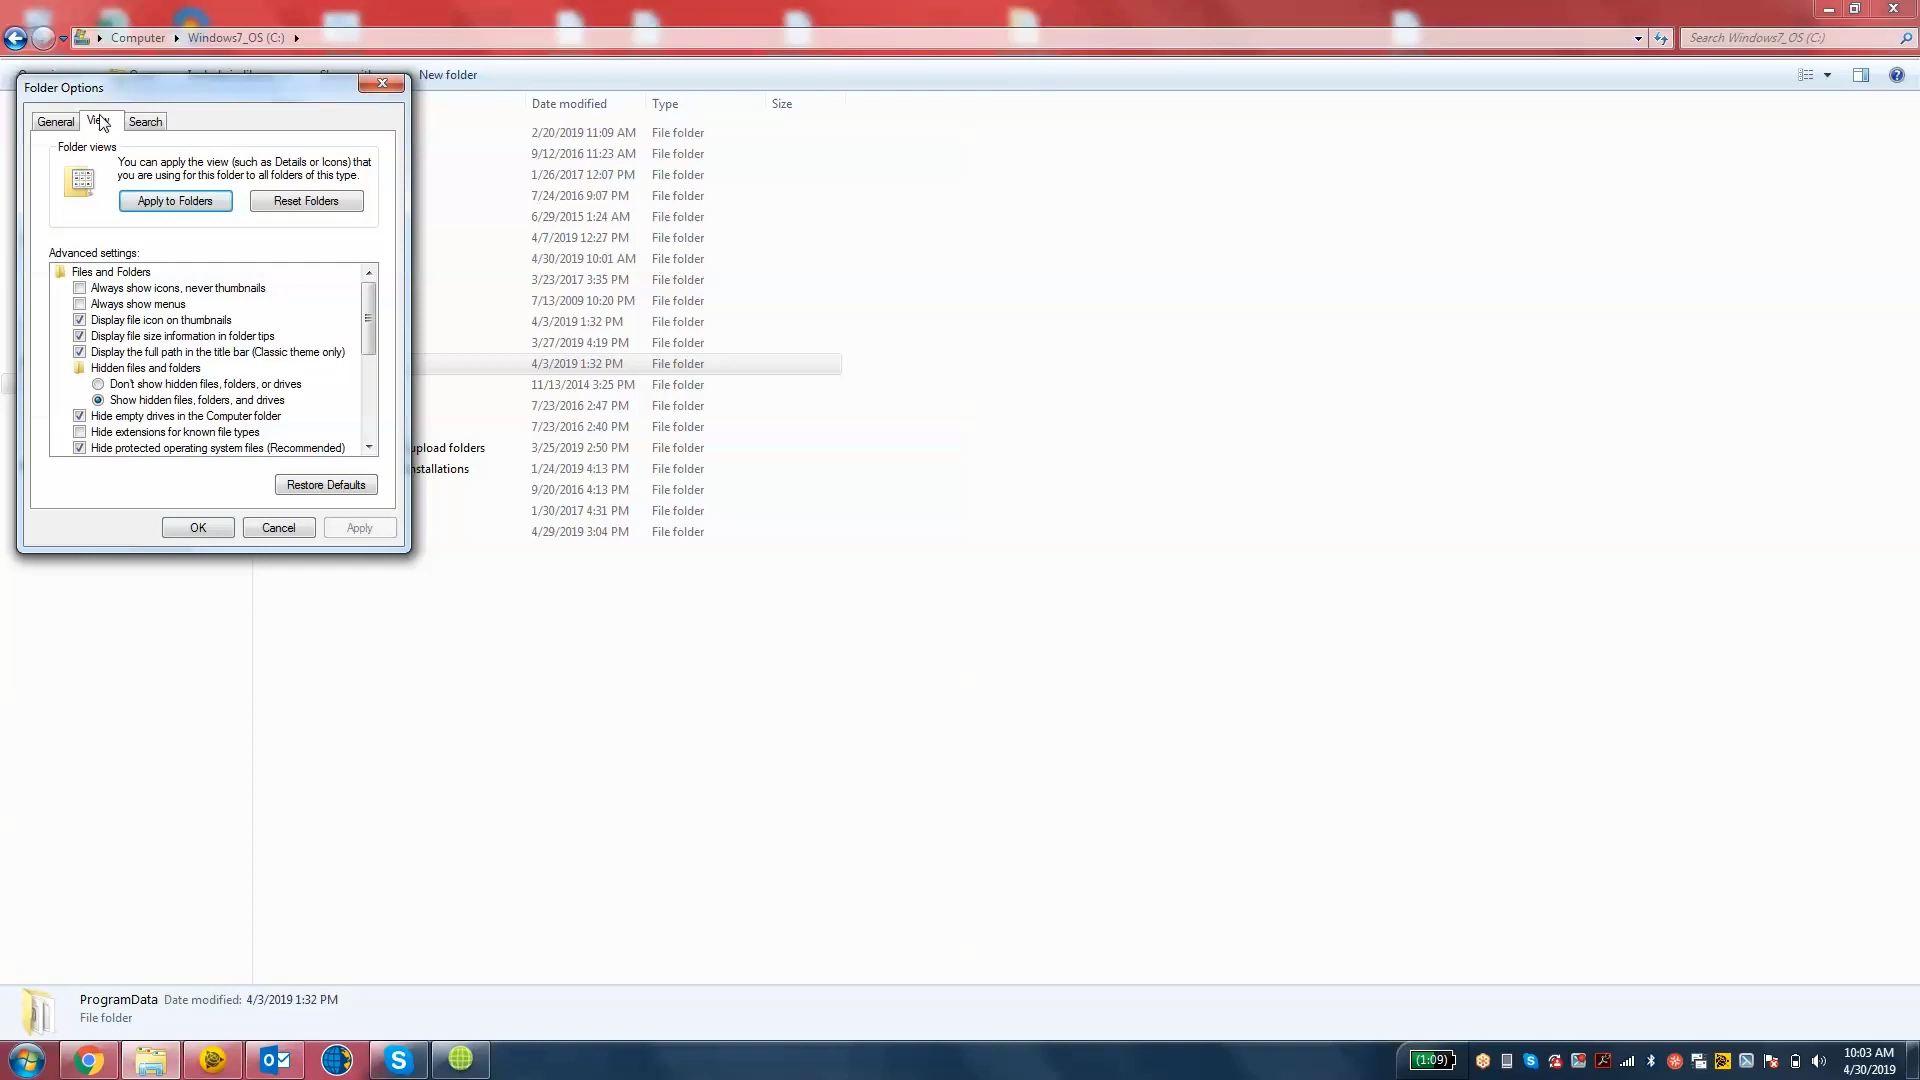 Computer
Windows7_OS (C:)
Search Windows7_OS (C:)
New folder
Folder Options
General
View
Search
Folder views
You can apply the view (such as Details or Icons) that
you are using for this folder to all folders of this type.
Apply to Folders
Reset Folders
Advanced settings:
Files and Folders
Always show icons, never thumbnails
Always show menus
Display file icon on thumbnails
Display file size information in folder tips
Display the full path in the title bar (Classic theme only)
Hidden files and folders
Don't show hidden files, folders, or drives
Show hidden files, folders, and drives
Hide empty drives in the Computer folder
Hide extensions for known file types
Hide protected operating system files (Recommended)
Restore Defaults
OK
Cancel
Apply
Date modified Type Size
2/20/2019 11:09 AM File folder
9/12/2016 11:23 AM File folder
1/26/2017 12:07 PM File folder
7/24/2016 9:07 PM File folder
6/29/2015 1:24 AM File folder
4/7/2019 12:27 PM File folder
4/30/2019 10:01 AM File folder
3/23/2017 3:35 PM File folder
7/13/2009 10:20 PM File folder
4/3/2019 1:32 PM File folder
3/27/2019 4:19 PM File folder
4/3/2019 1:32 PM File folder
11/13/2014 3:25 PM File folder
7/23/2016 2:47 PM File folder
7/23/2016 2:40 PM File folder
upload folders 3/25/2019 2:50 PM File folder
nstallations 1/24/2019 4:13 PM File folder
9/20/2016 4:13 PM File folder
1/30/2017 4:31 PM File folder
4/29/2019 3:04 PM File folder
ProgramData Date modified: 4/3/2019 1:32 PM
File folder
(1:09)
10:03 AM
4/30/2019